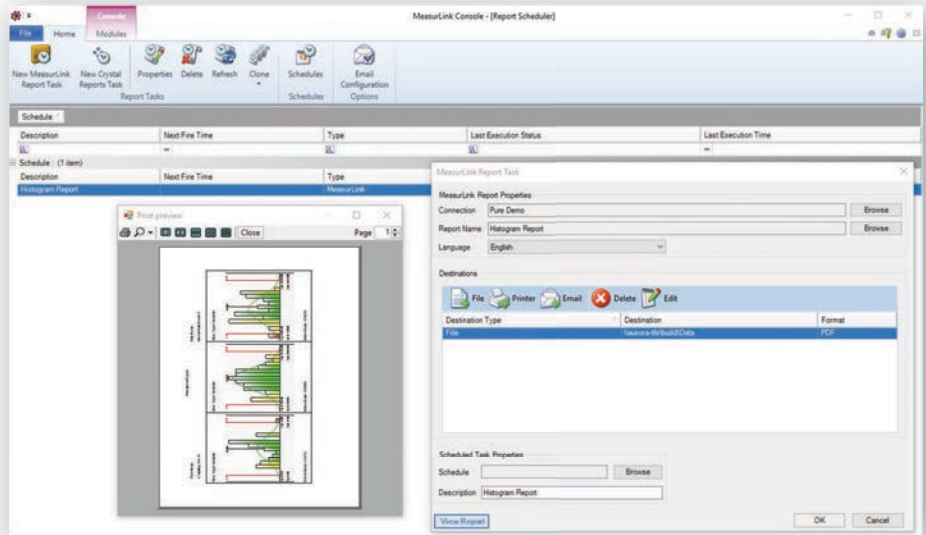 Console
MeasurLink Console - [Report Scheduler]
File Home Modules
New MeasurLink Report Task
New Crystal Reports Task
Properties Delete Refresh Clone
Schedules
Email Configuration
Report Tasks Schedules Options
Schedule
Description Next Fire Time Type Last Execution Status Last Execution Time
Schedule : (1 item)
Description Next Fire Time Type
Histogram Report MeasurLink
Print preview
Close Page 1
MeasurLink Report Task
MeasurLink Report Properties
Connection Pure Demo Browse
Report Name Histogram Report Browse
Language English
Destinations
File Printer Email Delete Edit
Destination Type Destination Format
File PDF
Scheduled Task Properties
Schedule Browse
Description Histogram Report
View Report OK Cancel